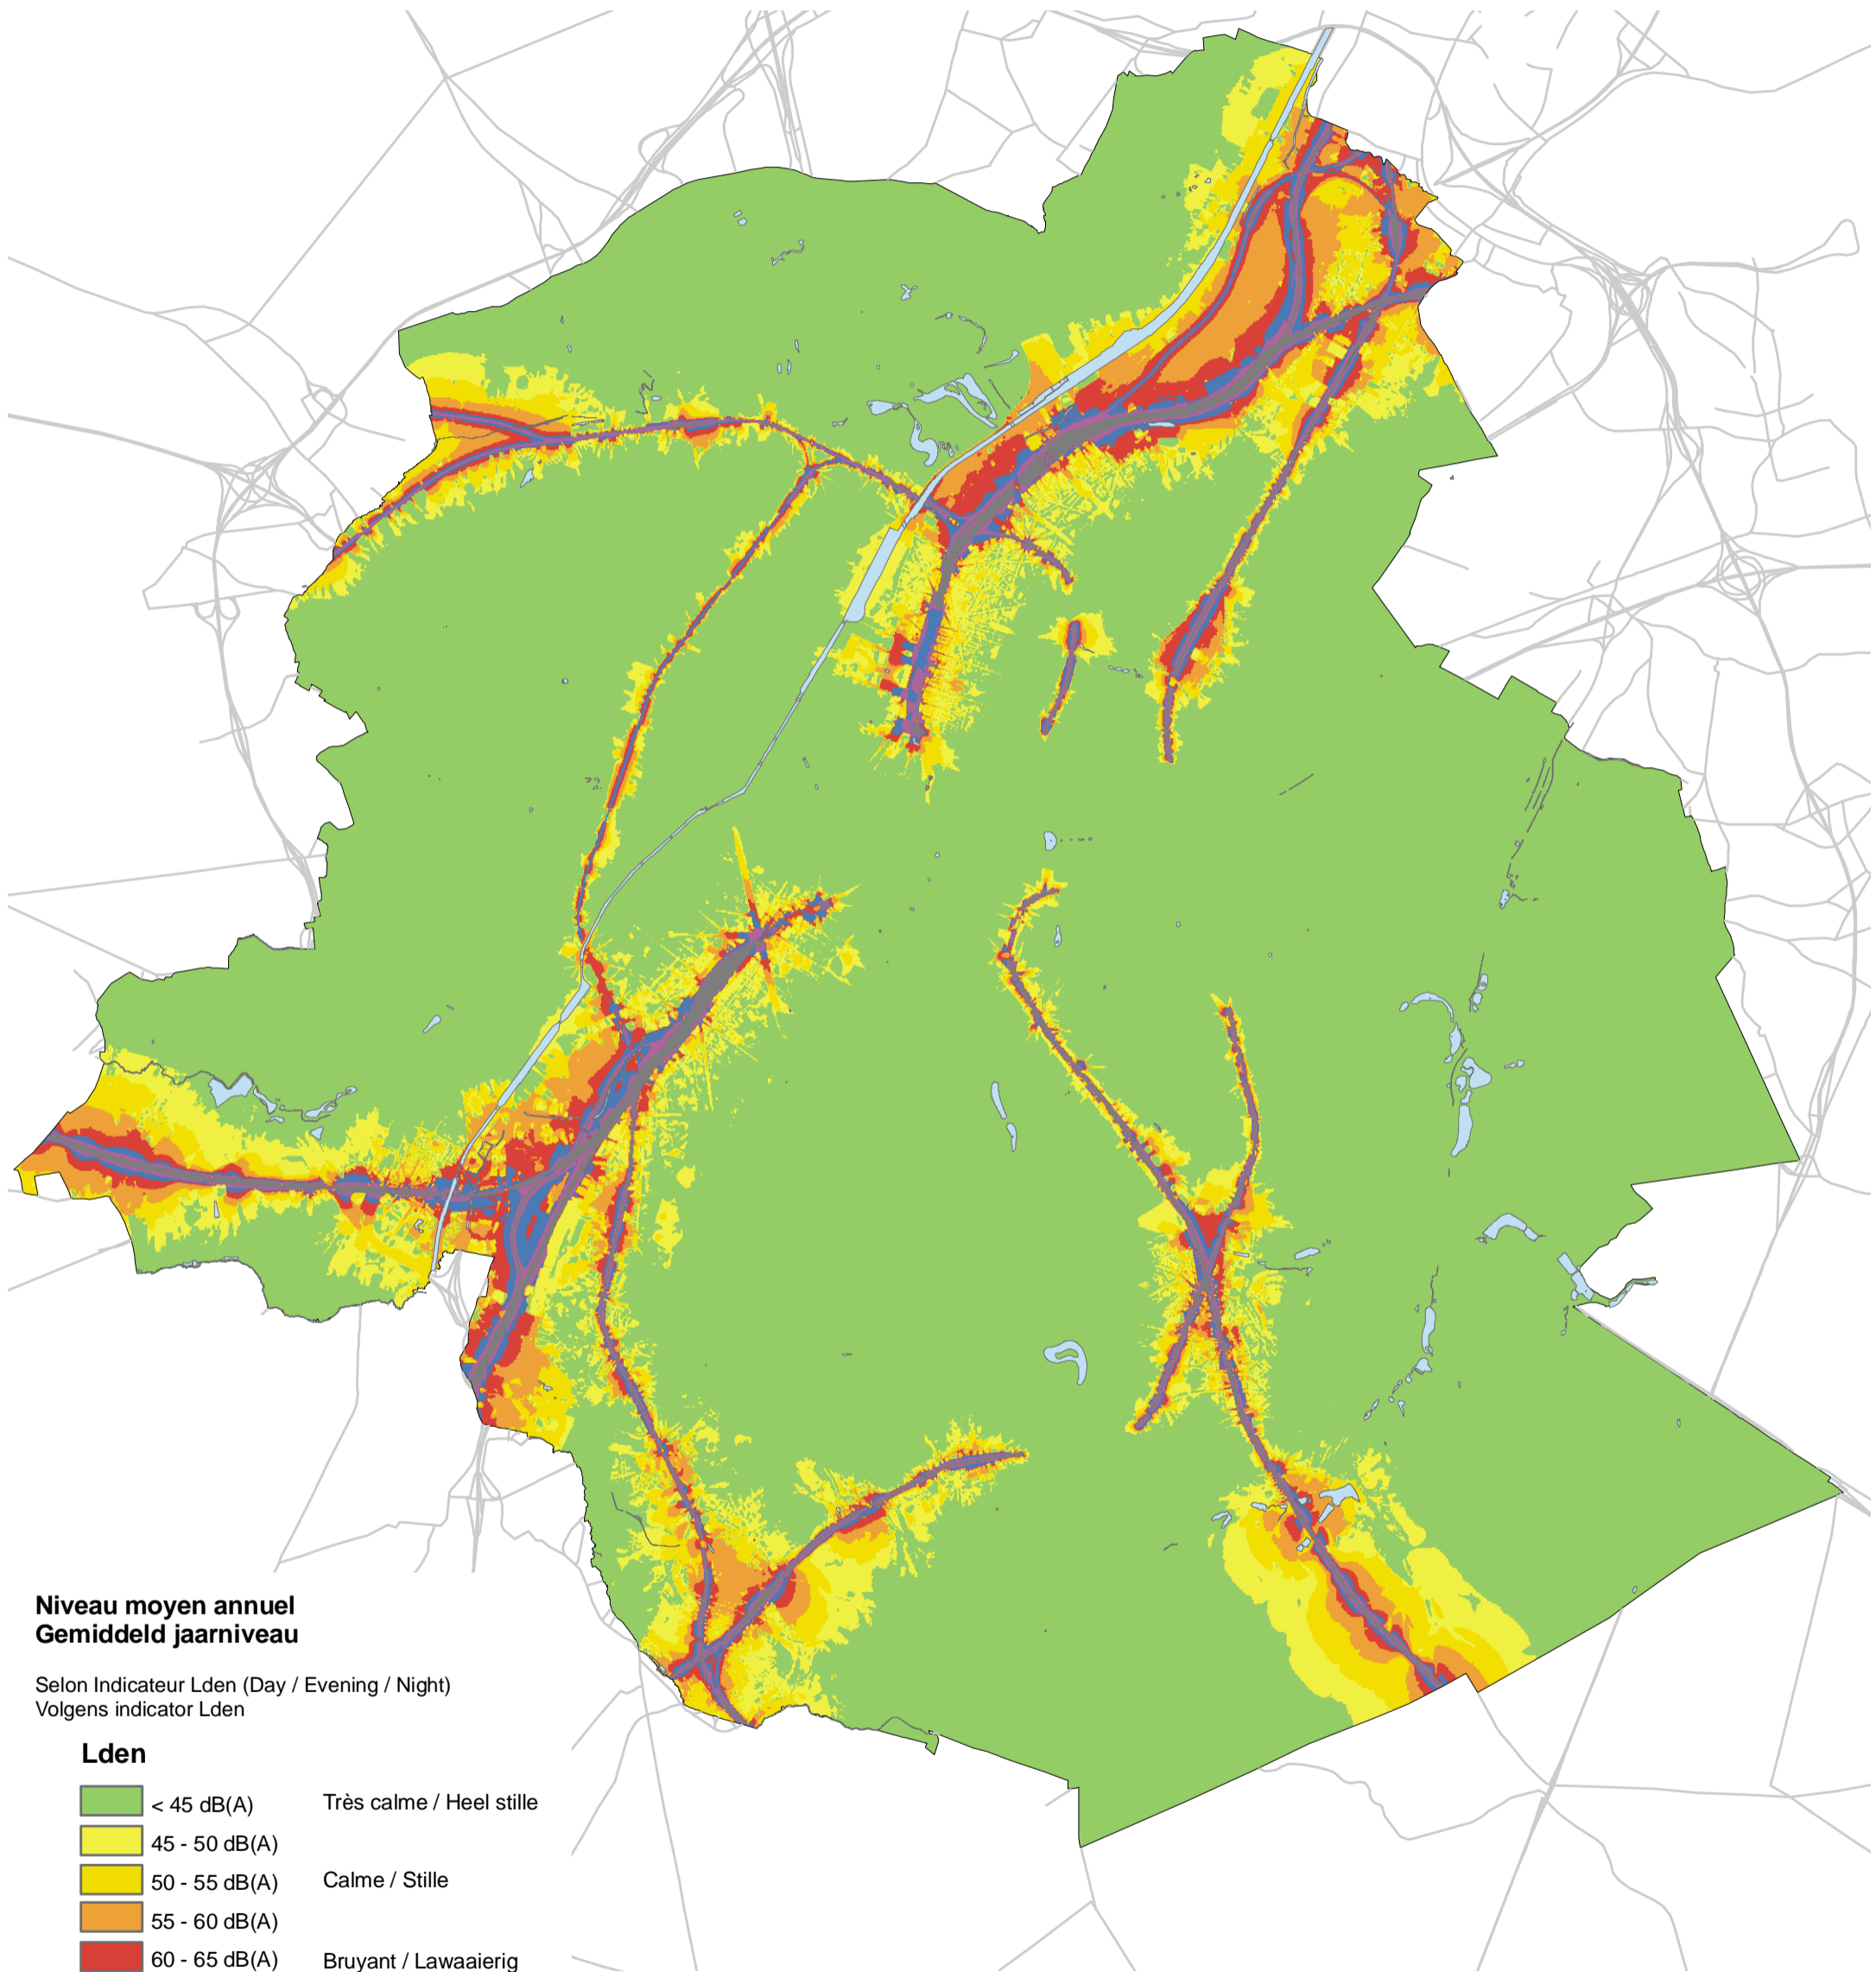 Niveau moyen annuel
Gemiddeld jaarniveau
Selon Indicateur Lden (Day / Evening / Night)
Volgens indicator Lden
Lden
< 45 dB(A) Très calme / Heel stille
45 - 50 dB(A)
50 - 55 dB(A) Calme / Stille
55 - 60 dB(A)
60 - 65 dB(A) Bruyant / Lawaaierig